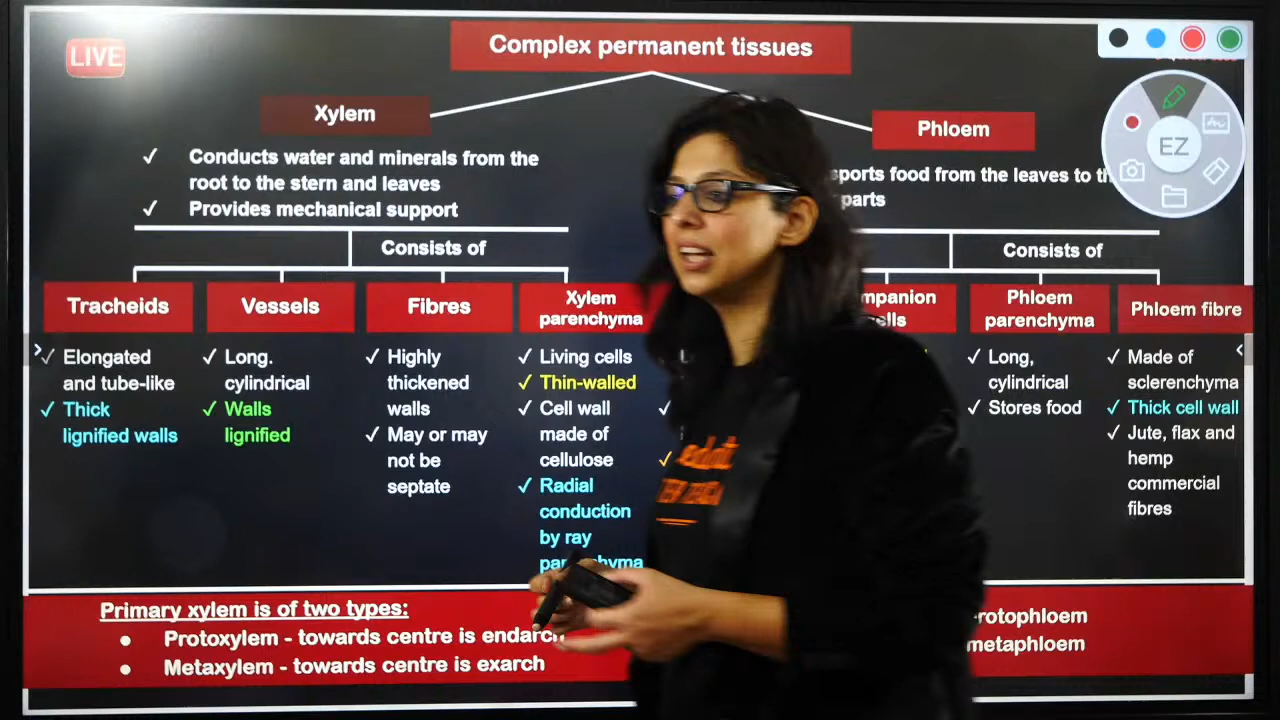 LIVE
Complex permanent tissues
EZ
Xylem
Phloem
✓ Conducts water and minerals from the
root to the stern and leaves
✓ Provides mechanical support
sports food from the leaves to th
parts
Consists of
Consists of
Tracheids
Vessels
Fibres
Xylem
parenchyma
mpanion
ells
Phloem
parenchyma
Phloem fibre
✓ Elongated
and tube-like
✓ Thick
lignified walls
✓ Long.
cylindrical
✓ Walls
lignified
✓ Highly
thickened
walls
✓ May or may
not be
septate
✓ Living cells
✓ Thin-walled
✓ Cell wall
made of
cellulose
✓ Radial
conduction
by ray
✓ Long,
cylindrical
✓ Stores food
✓ Made of
sclerenchyma
✓ Thick cell wall
✓ Jute, flax and
hemp
commercial
fibres
Primary xylem is of two types:
● Protoxylem - towards centre is endarch
● Metaxylem - towards centre is exarch
rotophloem
metaphloem